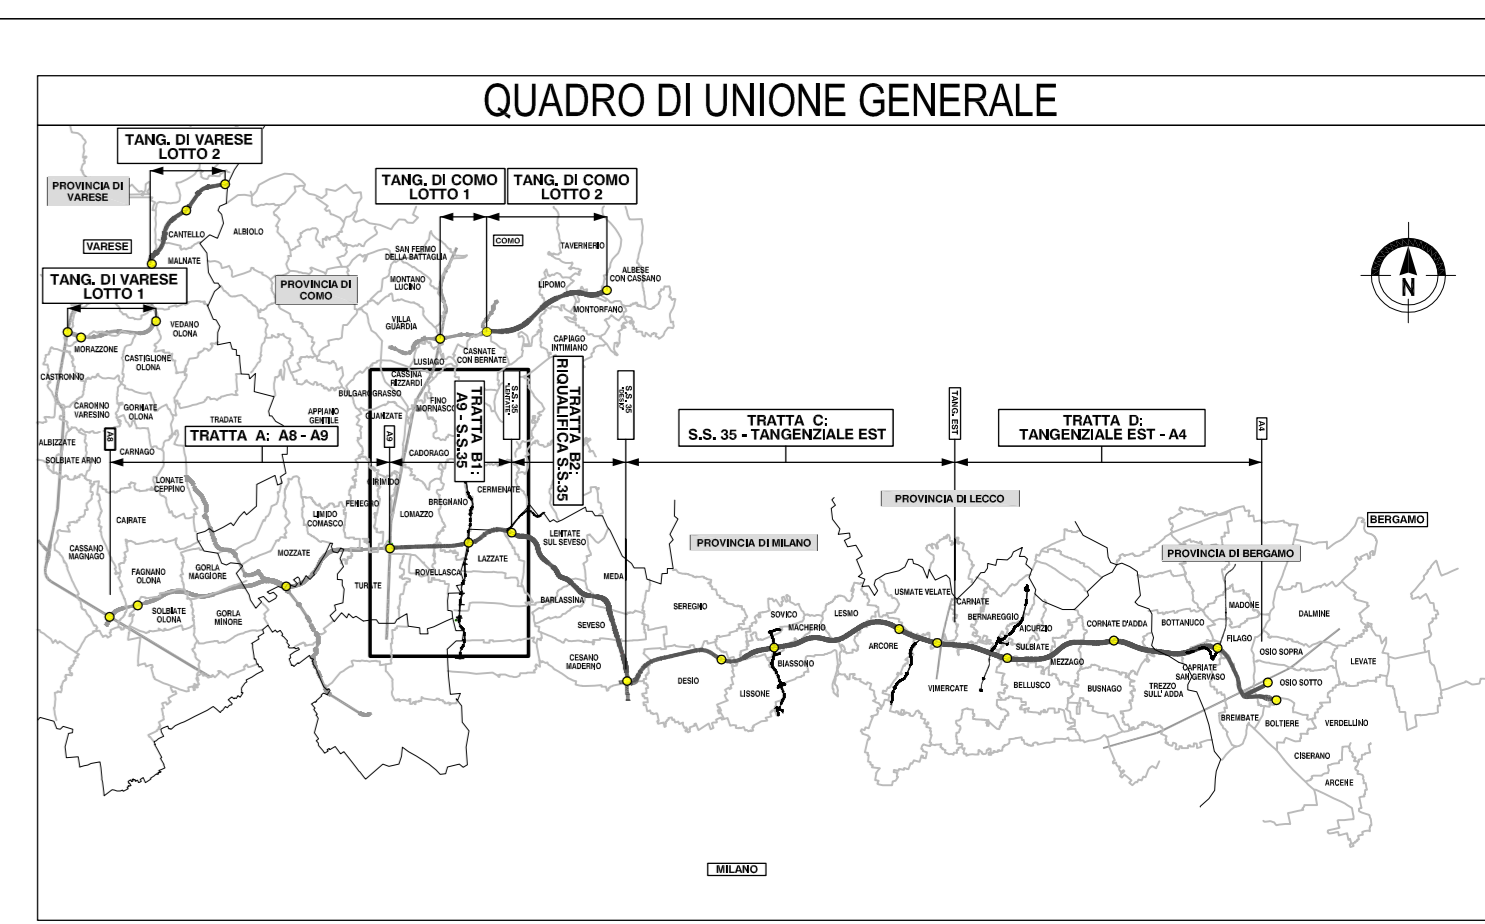 QUADRO DI UNIONE GENERALE
TANG. DI VARESE
LOTTO 2
PROVINCIA DI
VARESE
TANG. DI COMO
LOTTO 1
TANG. DI COMO
LOTTO 2
CANTELLO
ALBIOLO
VARESE
MALNATE
TANG. DI VARESE
LOTTO 1
PROVINCIA DI
COMO
SAN FERMO
DELLA BATTAGLIA
COMO
TAVERNERIO
MONTANO
LUCINO
LIPOMO
ALBESE
CON CASSANO
MONTORFANO
VILLA
GUARDIA
VEDANO
OLONA
MORAZZONE
CASTIGLIONE
OLONA
LUSIAGO
CASNATE
CON BERNATE
CAPIAGO
INTIMIANO
N
CASTRONNO
CASSINA
RIZZARDI
BULGAROGRASSO
CARONNO
VARESINO
GORNATE
OLONA
TRADATE
APPIANO
GENTILE
GUANZATE
FINO
MORNASCO
TRATTA B1:
A9 - S.S.35
S.S. 35
TRATTA B2:
RIQUALIFICA S.S.35
S.S. 35
TRATTA C:
S.S. 35 - TANGENZIALE EST
TANG. EST
TRATTA D:
TANGENZIALE EST - A4
A4
ALBIZZATE
A8
TRATTA A: A8 - A9
A9
CARNAGO
SOLBIATE ARNO
CADORAGO
CIRIMIDO
LONATE
CEPPINO
FENEGRO
LOMAZZO
BREGNANO
CERMENATE
LIMIDO
COMASCO
CAIRATE
PROVINCIA DI LECCO
BERGAMO
CASSANO
MAGNAGO
MOZZATE
LENTATE
SUL SEVESO
PROVINCIA DI MILANO
PROVINCIA DI BERGAMO
FAGNANO
OLONA
GORLA
MAGGIORE
TURATE
ROVELLASCA
LAZZATE
MEDA
BARLASSINA
SOLBIATE
OLONA
GORLA
MINORE
SEVESO
SEREGNO
SOVICO
MACHERIO
LESMO
USMATE VELATE
CARNATE
BERNAREGGIO
AICURZIO
SULBIATE
CORNATE D'ADDA
BOTTANUCO
MADONE
DALMINE
FILAGO
OSIO SOPRA
CESANO
MADERNO
DESIO
LISSONE
BIASSONO
ARCORE
VIMERCATE
MEZZAGO
BELLUSCO
BUSNAGO
TREZZO
SULL' ADDA
CAPRIATE
SAN GERVASO
LEVATE
OSIO SOTTO
BREMBATE
BOLTIERE
VERDELLINO
CISERANO
ARCENE
MILANO